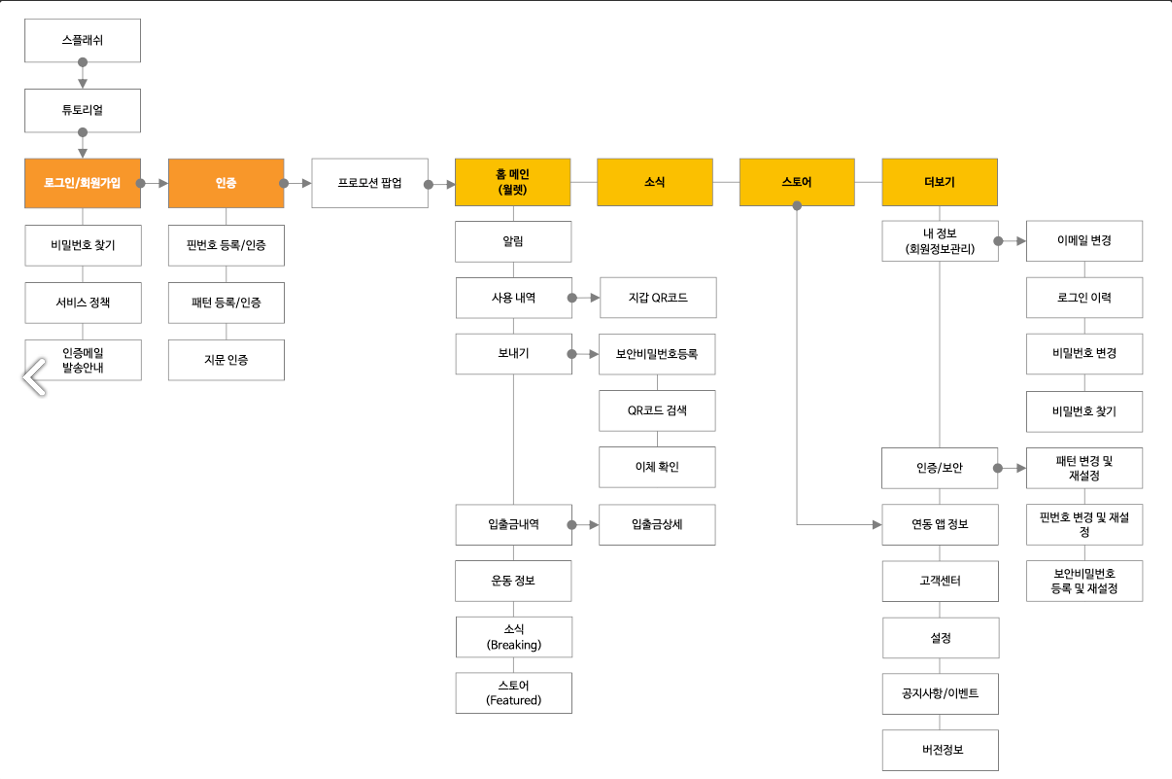 스플래쉬
튜토리얼
로그인/회원가입
인증
프로모션 팝업
홈 메인
(월렛)
소식
스토어
더보기
비밀번호 찾기
서비스 정책
인증메일
발송안내
핀번호 등록/인증
패턴 등록/인증
지문 인증
알림
사용 내역
지갑 QR코드
보내기
보안비밀번호등록
QR코드 검색
이체 확인
입출금내역
입출금상세
운동 정보
소식
(Breaking)
스토어
(Featured)
내 정보
(회원정보관리)
이메일 변경
로그인 이력
비밀번호 변경
비밀번호 찾기
인증/보안
패턴 변경 및
재설정
핀번호 변경 및 재설
정
보안비밀번호
등록 및 재설정
연동 앱 정보
고객센터
설정
공지사항/이벤트
버전정보